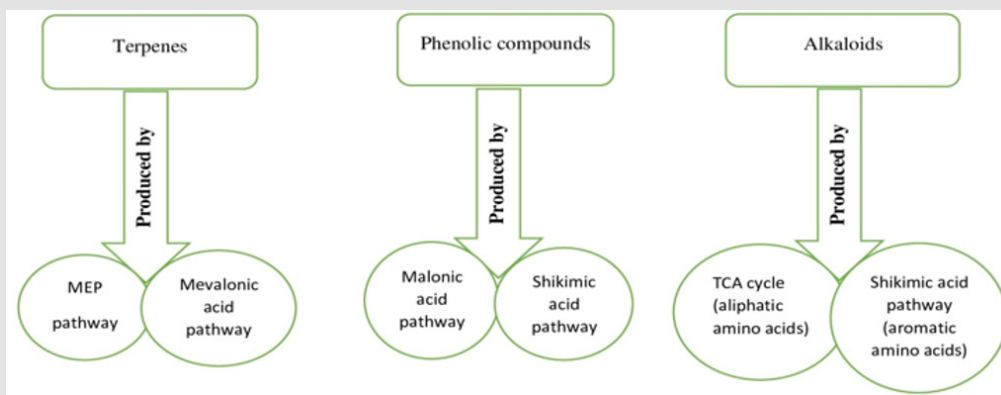 Terpenes
Produced by
MEP
pathway
Mevalonic
acid
pathway
Phenolic compounds
Produced by
Malonic
acid
pathway
Shikimic
acid
pathway
Alkaloids
Produced by
TCA cycle
(aliphatic
amino acids)
Shikimic acid
pathway
(aromatic
amino acids)